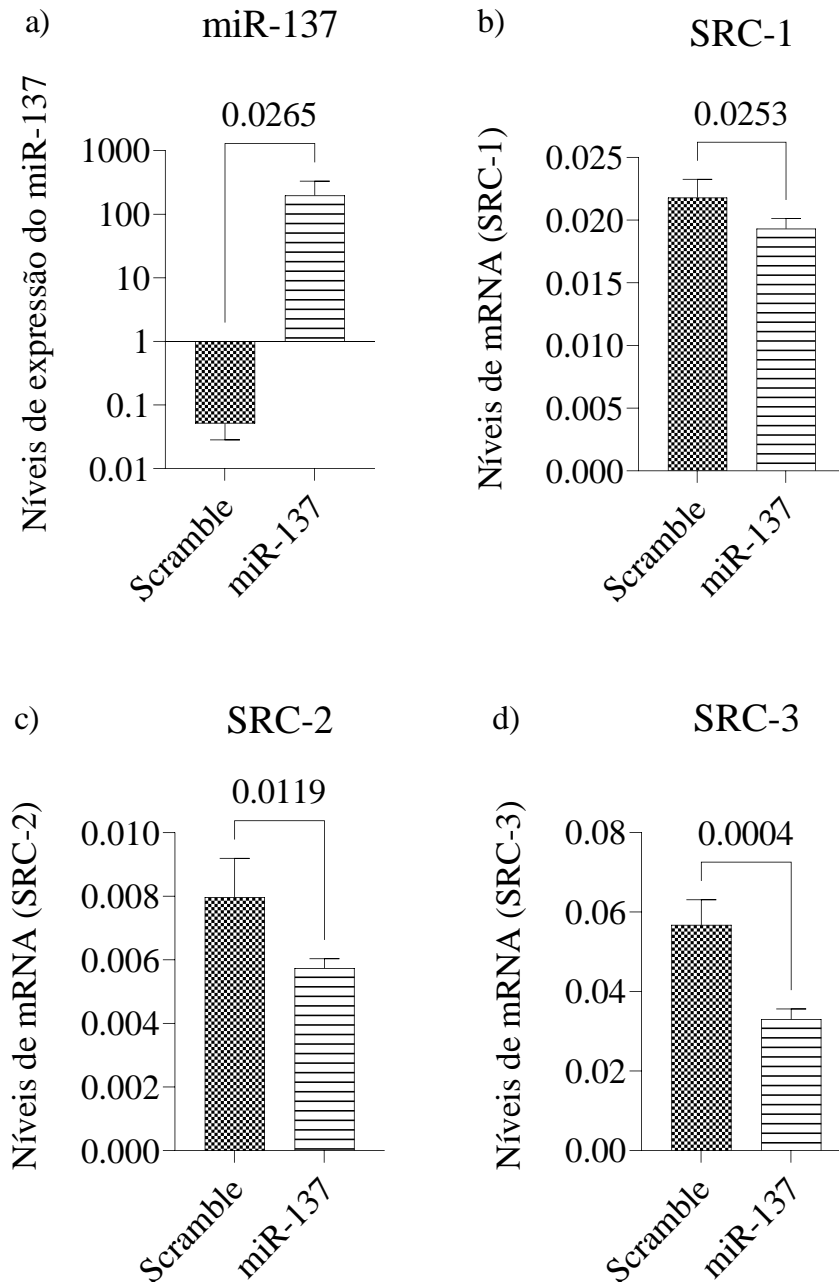 a)
miR-137
Níveis de expressão do miR-137
0.0265
1000
100
10
1
0.1
0.01
Scramble
miR-137
b)
SRC-1
Níveis de mRNA (SRC-1)
0.0253
0.025
0.020
0.015
0.010
0.005
0.000
Scramble
miR-137
c)
SRC-2
Níveis de mRNA (SRC-2)
0.0119
0.010
0.008
0.006
0.004
0.002
0.000
Scramble
miR-137
d)
SRC-3
Níveis de mRNA (SRC-3)
0.0004
0.08
0.06
0.04
0.02
0.00
Scramble
miR-137